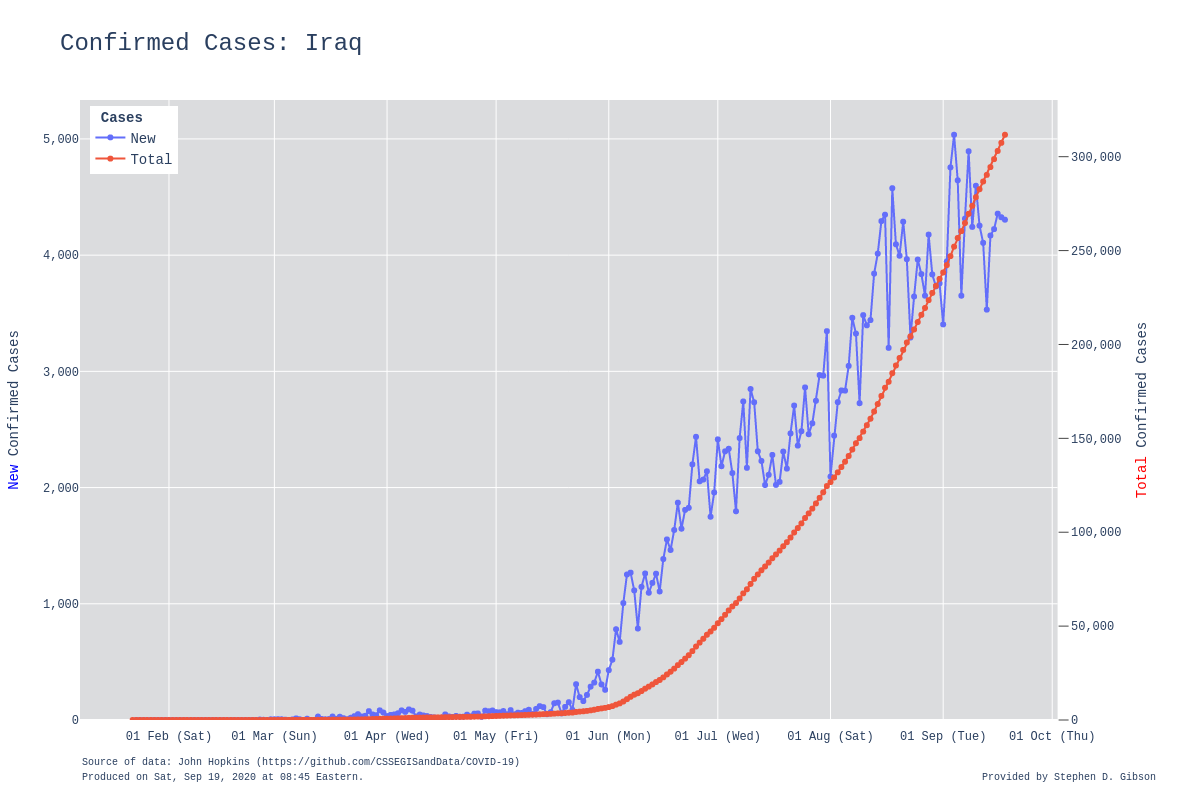 Confirmed Cases: Iraq
Cases
New
Total
5,000
4,000
3,000
2,000
1,000
0
New Confirmed Cases
300,000
250,000
200,000
150,000
100,000
50,000
0
Total Confirmed Cases
01 Feb (Sat) 01 Mar (Sun) 01 Apr (Wed) 01 May (Fri) 01 Jun (Mon) 01 Jul (Wed) 01 Aug (Sat) 01 Sep (Tue) 01 Oct (Thu)
Source of data: John Hopkins (https://github.com/CSSEGISandData/COVID-19)
Produced on Sat, Sep 19, 2020 at 08:45 Eastern.
Provided by Stephen D. Gibson